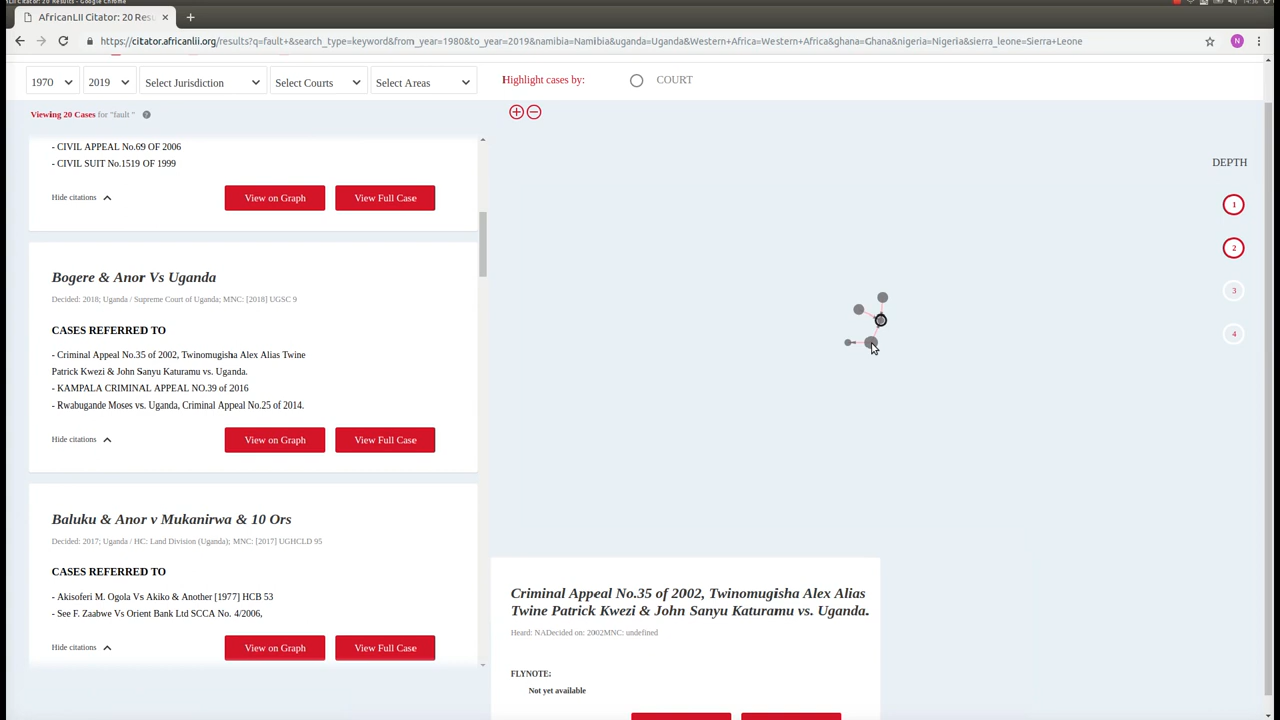 AfricanLII Citator: 20 Res
https://citator.africanlii.org/results?q=fault+&search_type=keyword&from_year=1980&to_year=2019&namibia=Namibia&uganda=Uganda&Western+Africa=Western+Africa&ghana=Ghana&nigeria=Nigeria&sierra_leone=Sierra+Leone
N
1970 2019 Select Jurisdiction Select Courts Select Areas Highlight cases by: COURT
Viewing 20 Cases for "fault "
- CIVIL APPEAL No.69 OF 2006
- CIVIL SUIT No.1519 OF 1999
Hide citations View on Graph View Full Case
Bogere & Anor Vs Uganda
Decided: 2018; Uganda / Supreme Court of Uganda; MNC: [2018] UGSC 9
CASES REFERRED TO
- Criminal Appeal No.35 of 2002, Twinomugisha Alex Alias Twine
Patrick Kwezi & John Sanyu Katuramu vs. Uganda.
- KAMPALA CRIMINAL APPEAL NO.39 of 2016
- Rwabugande Moses vs. Uganda, Criminal Appeal No.25 of 2014.
Hide citations View on Graph View Full Case
Baluku & Anor v Mukanirwa & 10 Ors
Decided: 2017; Uganda / HC: Land Division (Uganda); MNC: [2017] UGHCLD 95
CASES REFERRED TO
- Akisoferi M. Ogola Vs Akiko & Another [1977] HCB 53
- See F. Zaabwe Vs Orient Bank Ltd SCCA No. 4/2006,
Hide citations View on Graph View Full Case
DEPTH
1
2
3
4
Criminal Appeal No.35 of 2002, Twinomugisha Alex Alias
Twine Patrick Kwezi & John Sanyu Katuramu vs. Uganda.
Heard: NADecided on: 2002MNC: undefined
FLYNOTE:
Not yet available